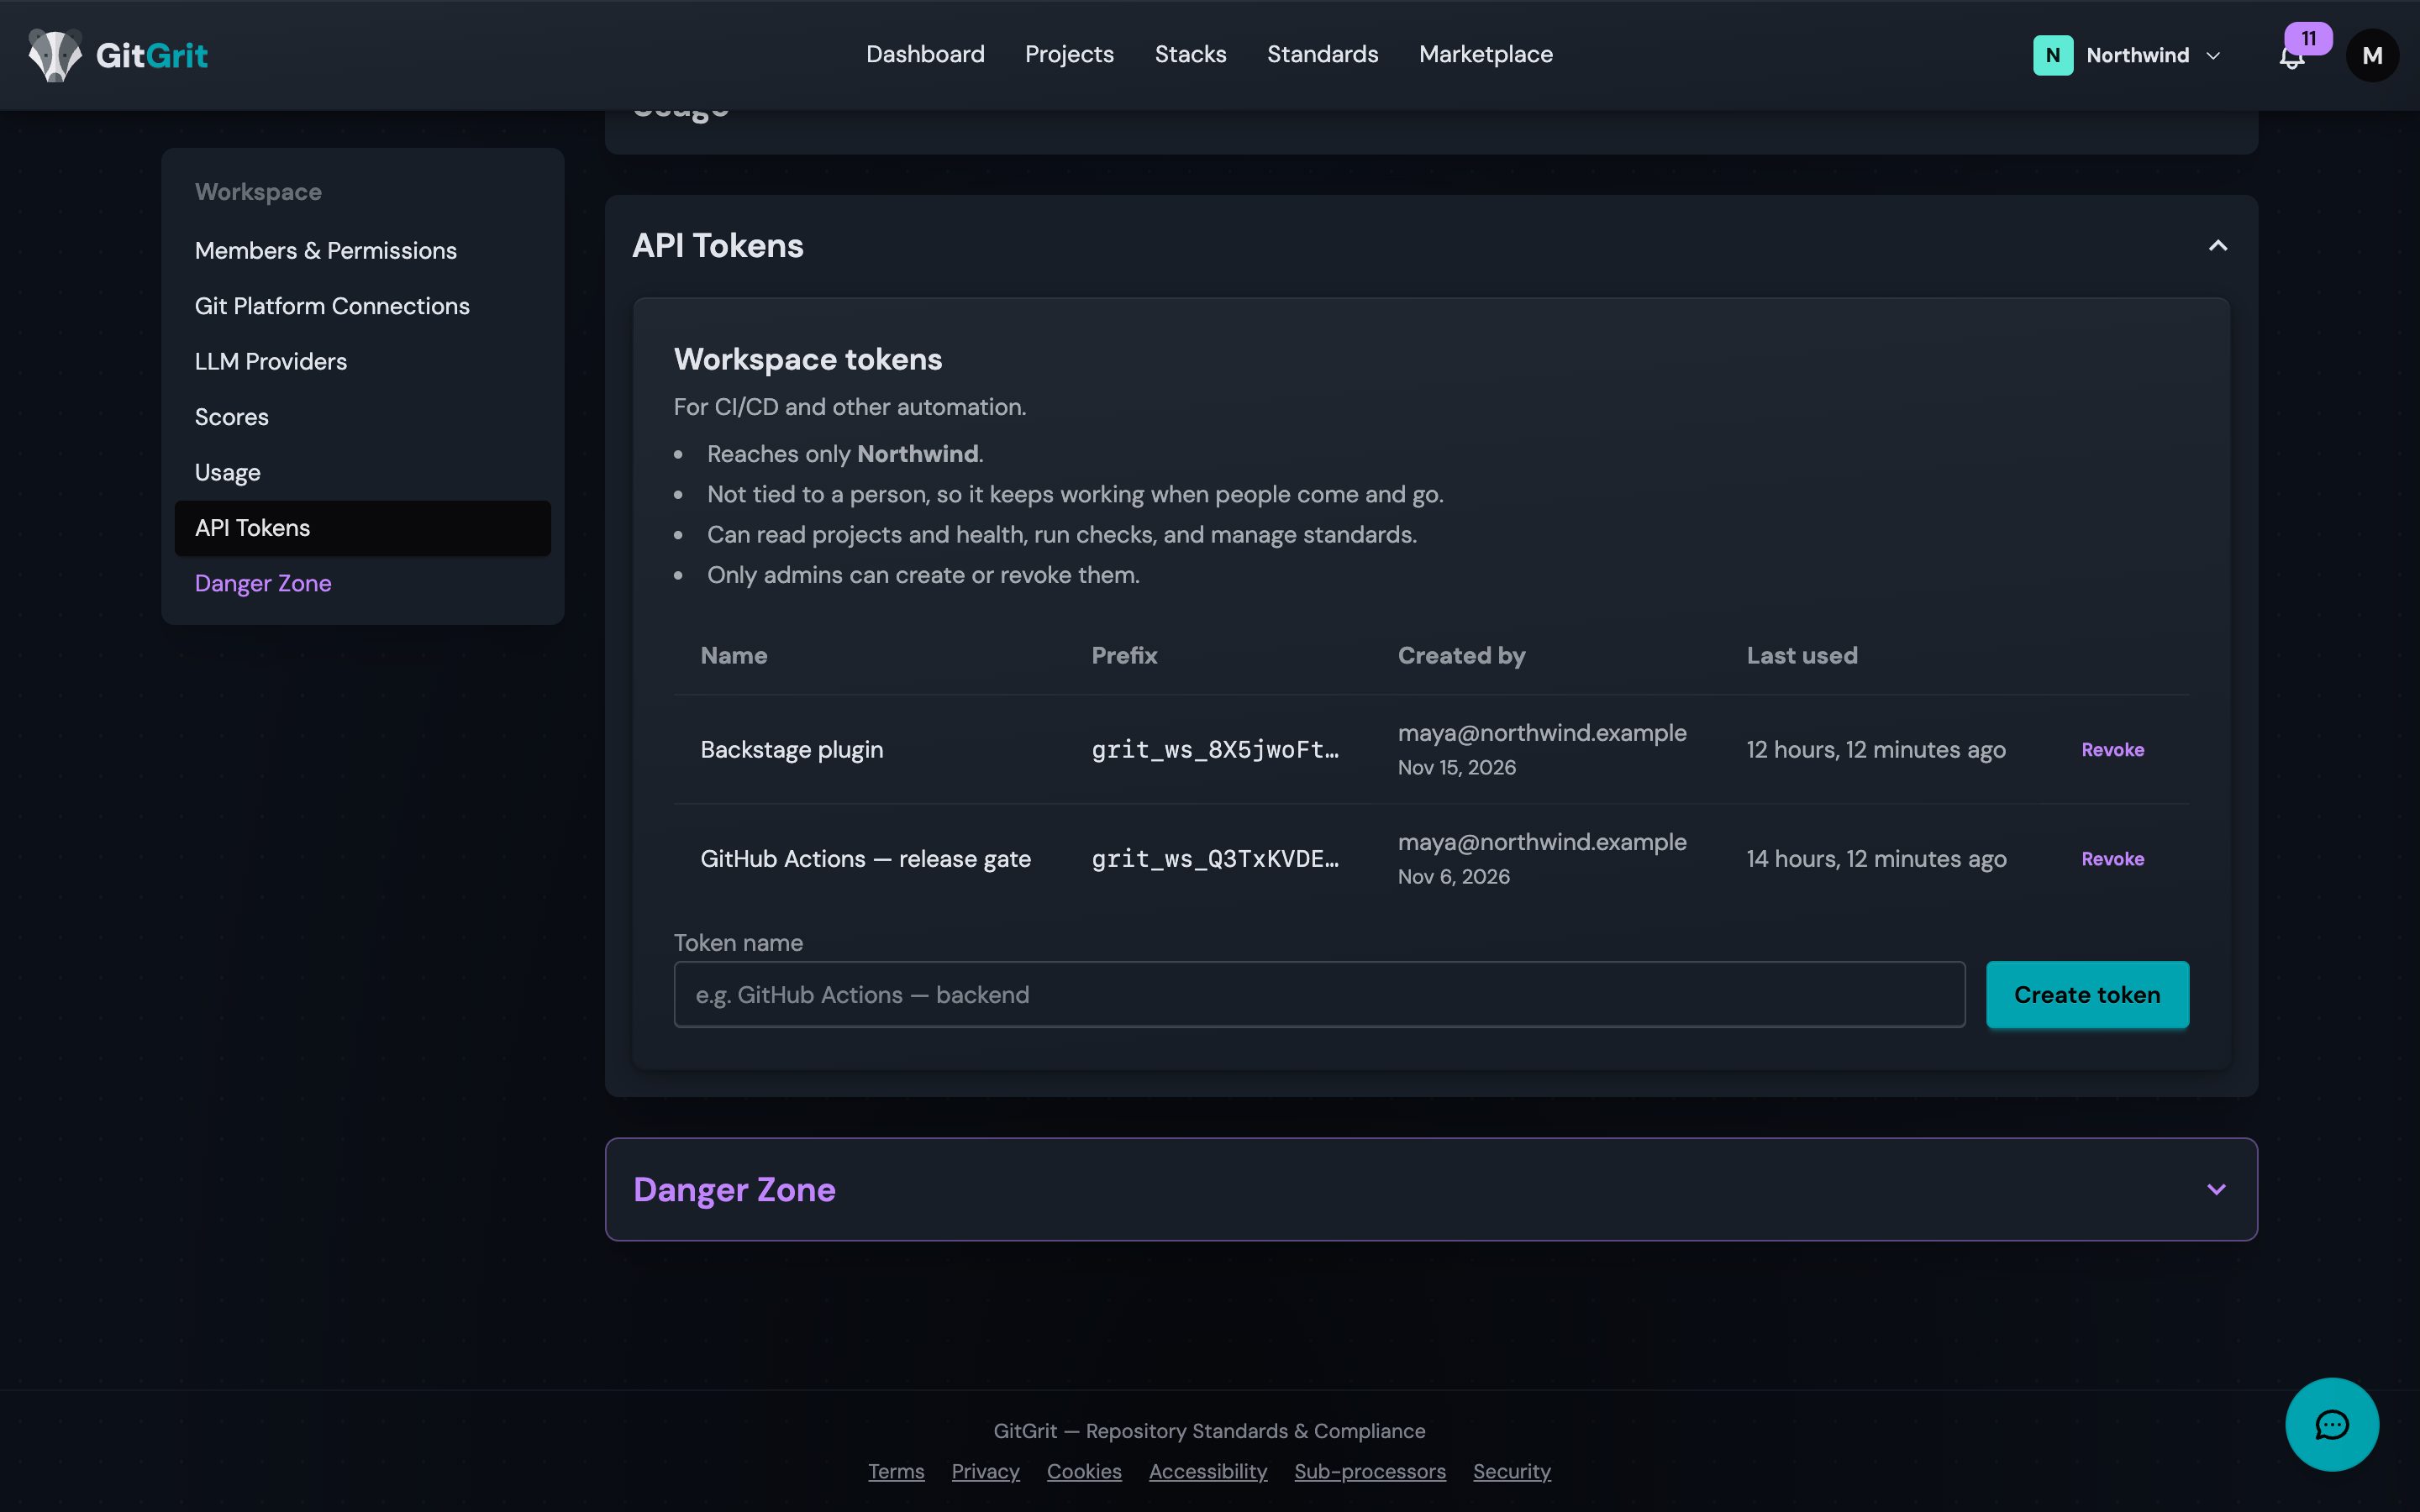 GitGrit
Dashboard
Projects
Stacks
Standards
Marketplace
N
Northwind
11
M
Usage
Workspace
Members & Permissions
Git Platform Connections
LLM Providers
Scores
Usage
API Tokens
Danger Zone
API Tokens
Workspace tokens
For CI/CD and other automation.
Reaches only Northwind.
Not tied to a person, so it keeps working when people come and go.
Can read projects and health, run checks, and manage standards.
Only admins can create or revoke them.
Name Prefix Created by Last used
Backstage plugin grit_ws_8X5jwoFt… maya@northwind.example 12 hours, 12 minutes ago Revoke
Nov 15, 2026
GitHub Actions — release gate grit_ws_Q3TxKVDE… maya@northwind.example 14 hours, 12 minutes ago Revoke
Nov 6, 2026
Token name
e.g. GitHub Actions — backend
Create token
Danger Zone
GitGrit — Repository Standards & Compliance
Terms Privacy Cookies Accessibility Sub-processors Security